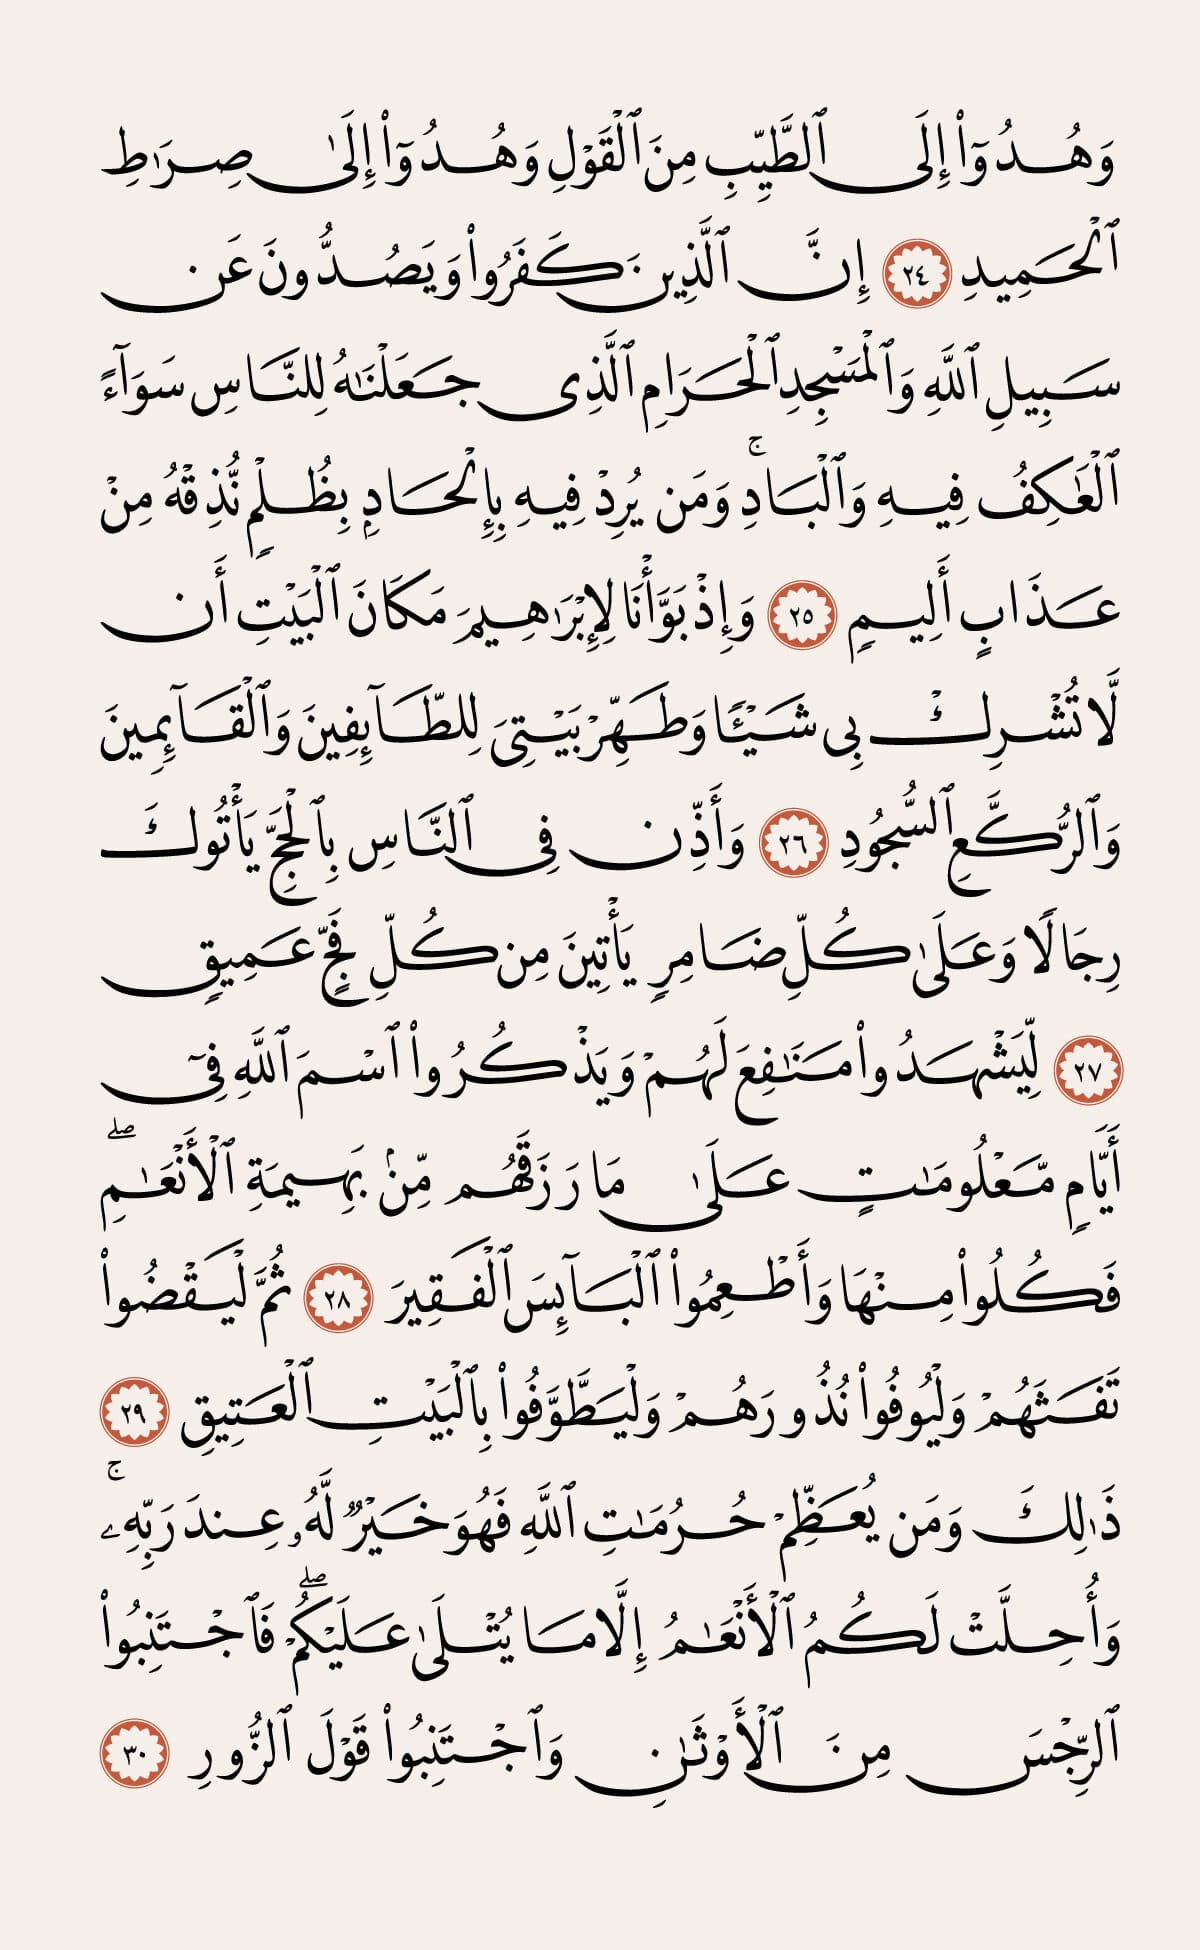 وَهُدُوٓا۟ إِلَى ٱلطَّيِّبِ مِنَ ٱلْقَوْلِ وَهُدُوٓا۟ إِلَىٰ صِرَٰطِ
ٱلْحَمِيدِ ٢٤ إِنَّ ٱلَّذِينَ كَفَرُوا۟ وَيَصُدُّونَ عَن
سَبِيلِ ٱللَّهِ وَٱلْمَسْجِدِ ٱلْحَرَامِ ٱلَّذِى جَعَلْنَٰهُ لِلنَّاسِ سَوَآءً
ٱلْعَٰكِفُ فِيهِ وَٱلْبَادِ ۚ وَمَن يُرِدْ فِيهِ بِإِلْحَادٍۭ بِظُلْمٍ نُّذِقْهُ مِنْ
عَذَابٍ أَلِيمٍ ٢٥ وَإِذْ بَوَّأْنَا لِإِبْرَٰهِيمَ مَكَانَ ٱلْبَيْتِ أَن
لَّا تُشْرِكْ بِى شَيْـًٔا وَطَهِّرْ بَيْتِىَ لِلطَّآئِفِينَ وَٱلْقَآئِمِينَ
وَٱلرُّكَّعِ ٱلسُّجُودِ ٢٦ وَأَذِّن فِى ٱلنَّاسِ بِٱلْحَجِّ يَأْتُوكَ
رِجَالًا وَعَلَىٰ كُلِّ ضَامِرٍ يَأْتِينَ مِن كُلِّ فَجٍّ عَمِيقٍ
٢٧ لِّيَشْهَدُوا۟ مَنَٰفِعَ لَهُمْ وَيَذْكُرُوا۟ ٱسْمَ ٱللَّهِ فِىٓ
أَيَّامٍ مَّعْلُومَٰتٍ عَلَىٰ مَا رَزَقَهُم مِّنۢ بَهِيمَةِ ٱلْأَنْعَٰمِ ۖ
فَكُلُوا۟ مِنْهَا وَأَطْعِمُوا۟ ٱلْبَآئِسَ ٱلْفَقِيرَ ٢٨ ثُمَّ لْيَقْضُوا۟
تَفَثَهُمْ وَلْيُوفُوا۟ نُذُورَهُمْ وَلْيَطَّوَّفُوا۟ بِٱلْبَيْتِ ٱلْعَتِيقِ ٢٩
ذَٰلِكَ وَمَن يُعَظِّمْ حُرُمَٰتِ ٱللَّهِ فَهُوَ خَيْرٌ لَّهُۥ عِندَ رَبِّهِۦ ۚ
وَأُحِلَّتْ لَكُمُ ٱلْأَنْعَٰمُ إِلَّا مَا يُتْلَىٰ عَلَيْكُمْ ۖ فَٱجْتَنِبُوا۟
ٱلرِّجْسَ مِنَ ٱلْأَوْثَٰنِ وَٱجْتَنِبُوا۟ قَوْلَ ٱلزُّورِ ٣٠